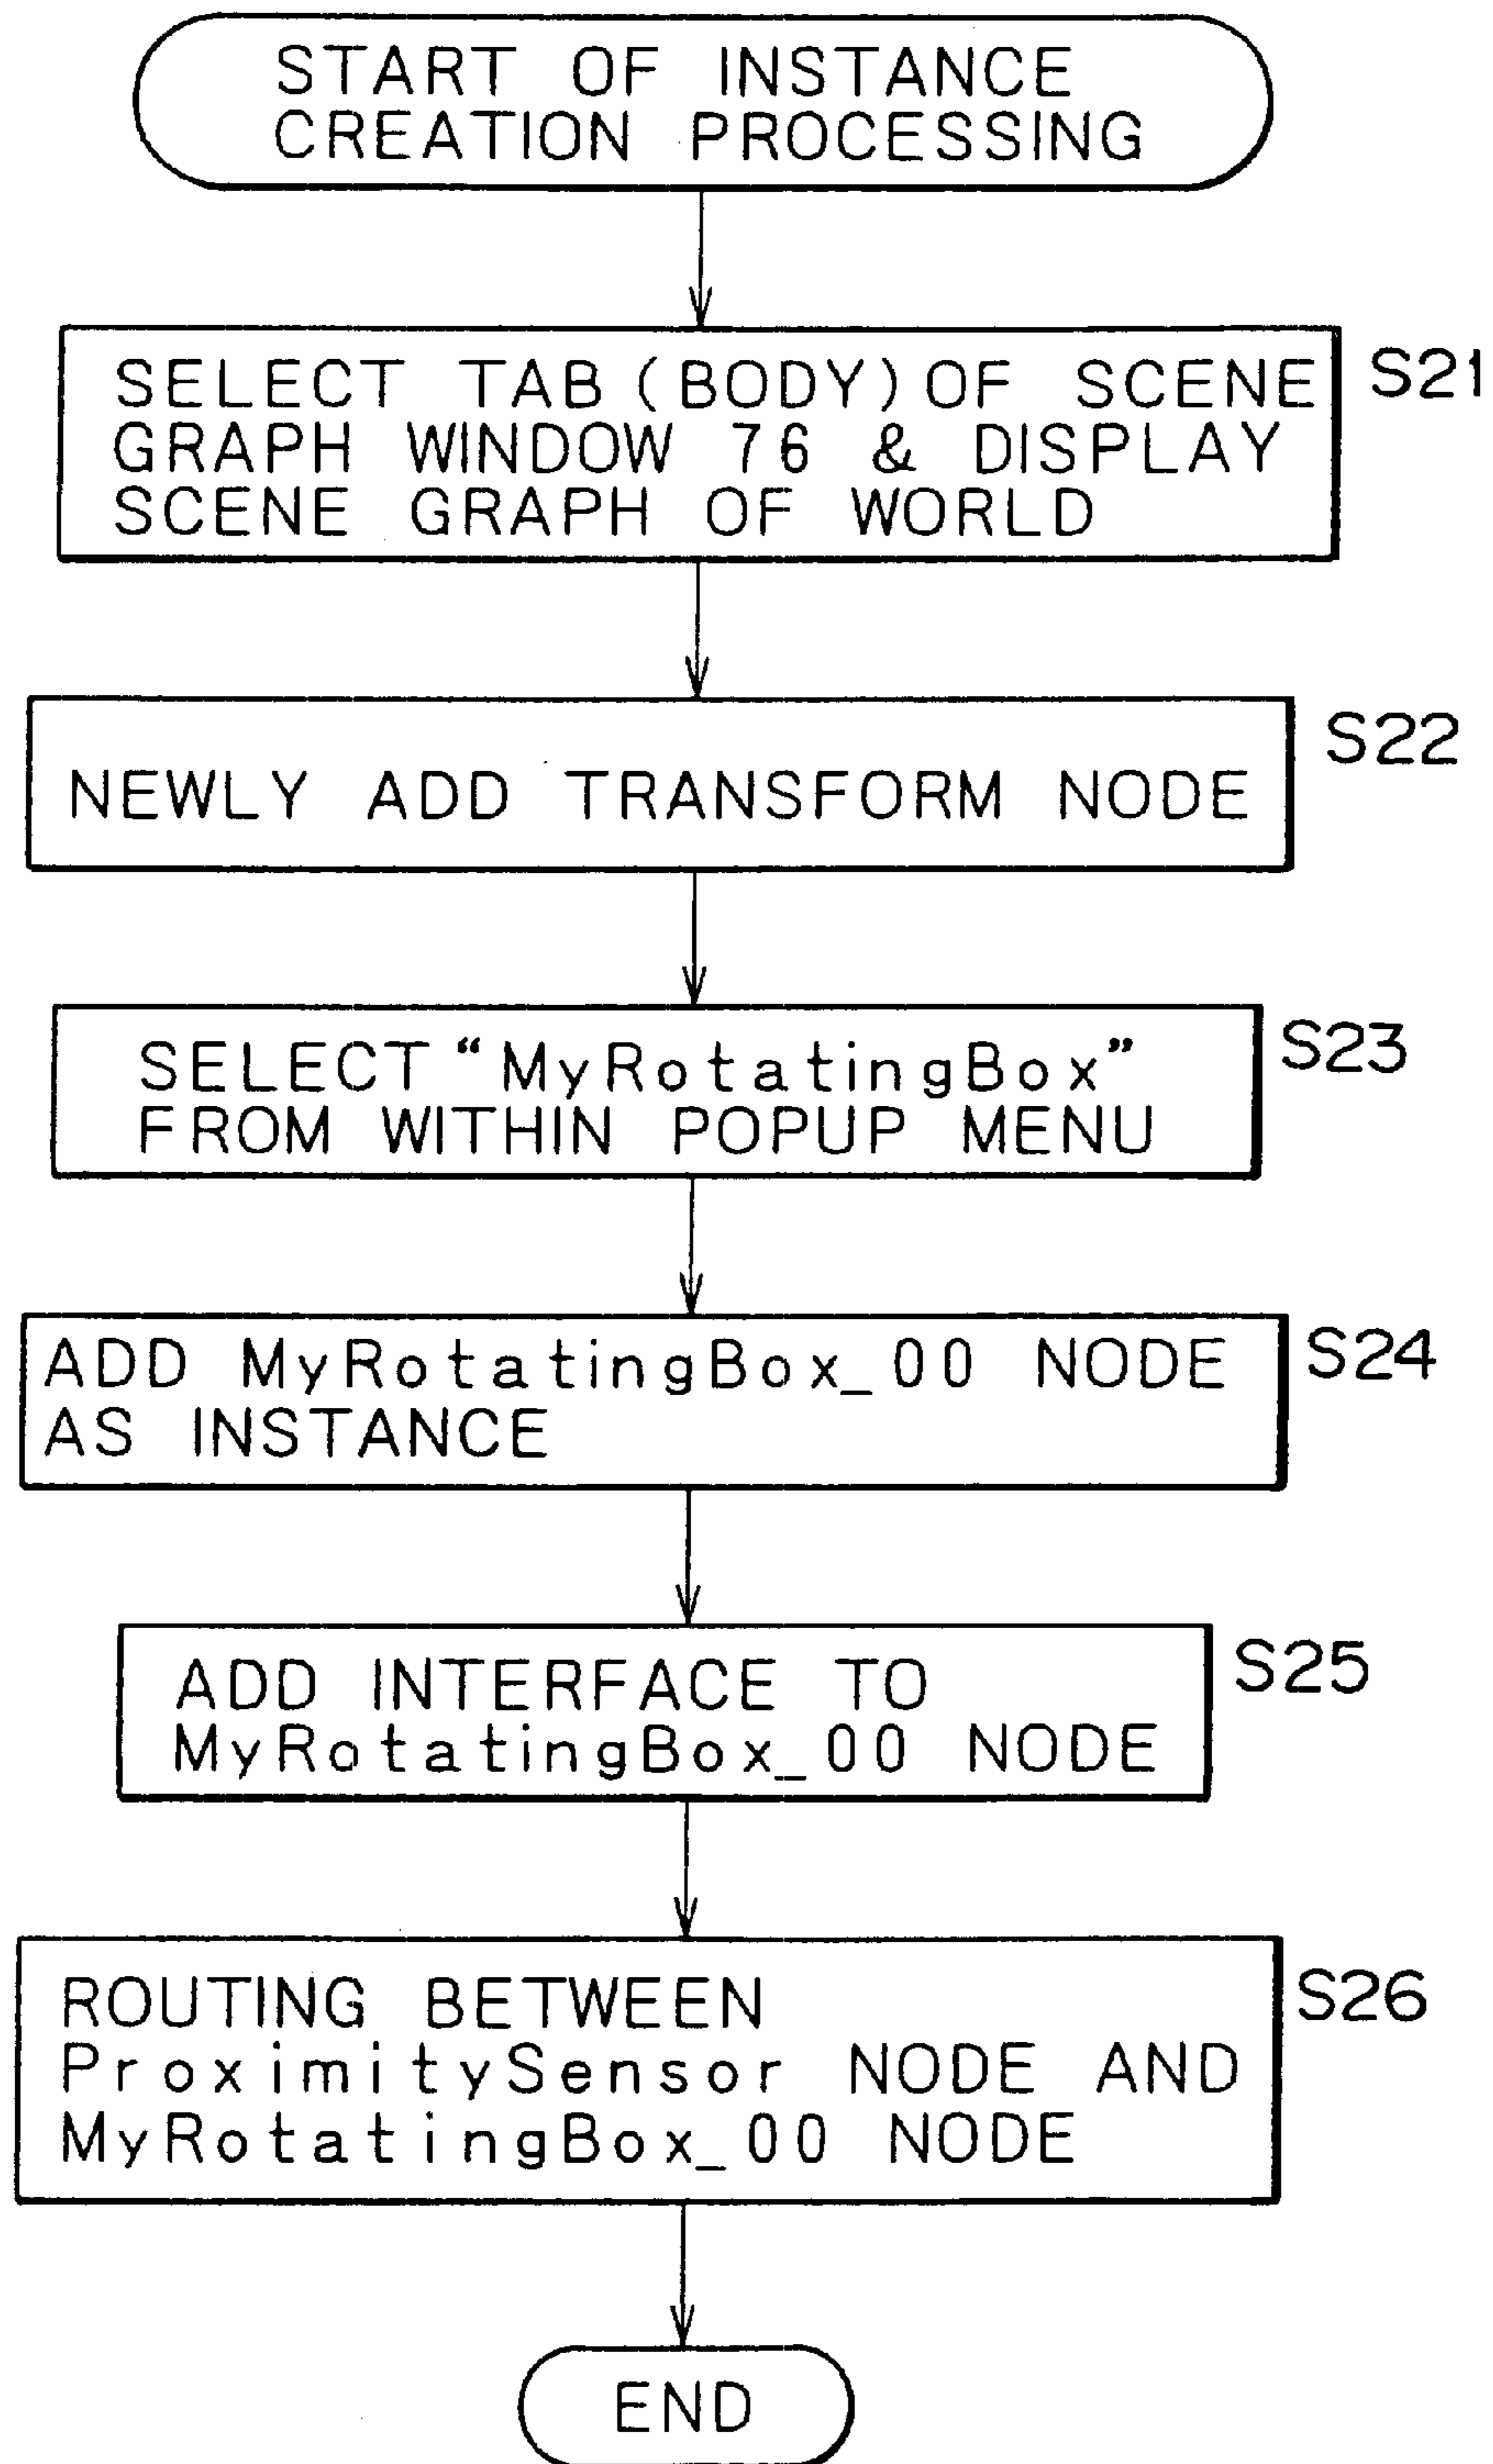 START OF INSTANCE
CREATION PROCESSING
SELECT TAB (BODY) OF SCENE
GRAPH WINDOW 76 & DISPLAY
SCENE GRAPH OF WORLD
S21
NEWLY ADD TRANSFORM NODE
S22
SELECT “MyRotatingBox”
FROM WITHIN POPUP MENU
S23
ADD MyRotatingBox_00 NODE
AS INSTANCE
S24
ADD INTERFACE TO
MyRotatingBox_00 NODE
S25
ROUTING BETWEEN
ProximitySensor NODE AND
MyRotatingBox_00 NODE
S26
END